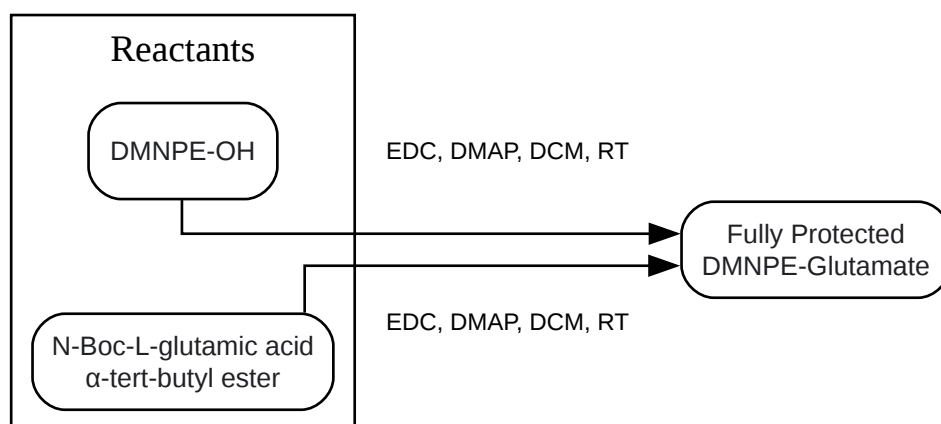 Reactants
DMNPE-OH
EDC, DMAP, DCM, RT
Fully Protected
DMNPE-Glutamate
EDC, DMAP, DCM, RT
N-Boc-L-glutamic acid
α-tert-butyl ester